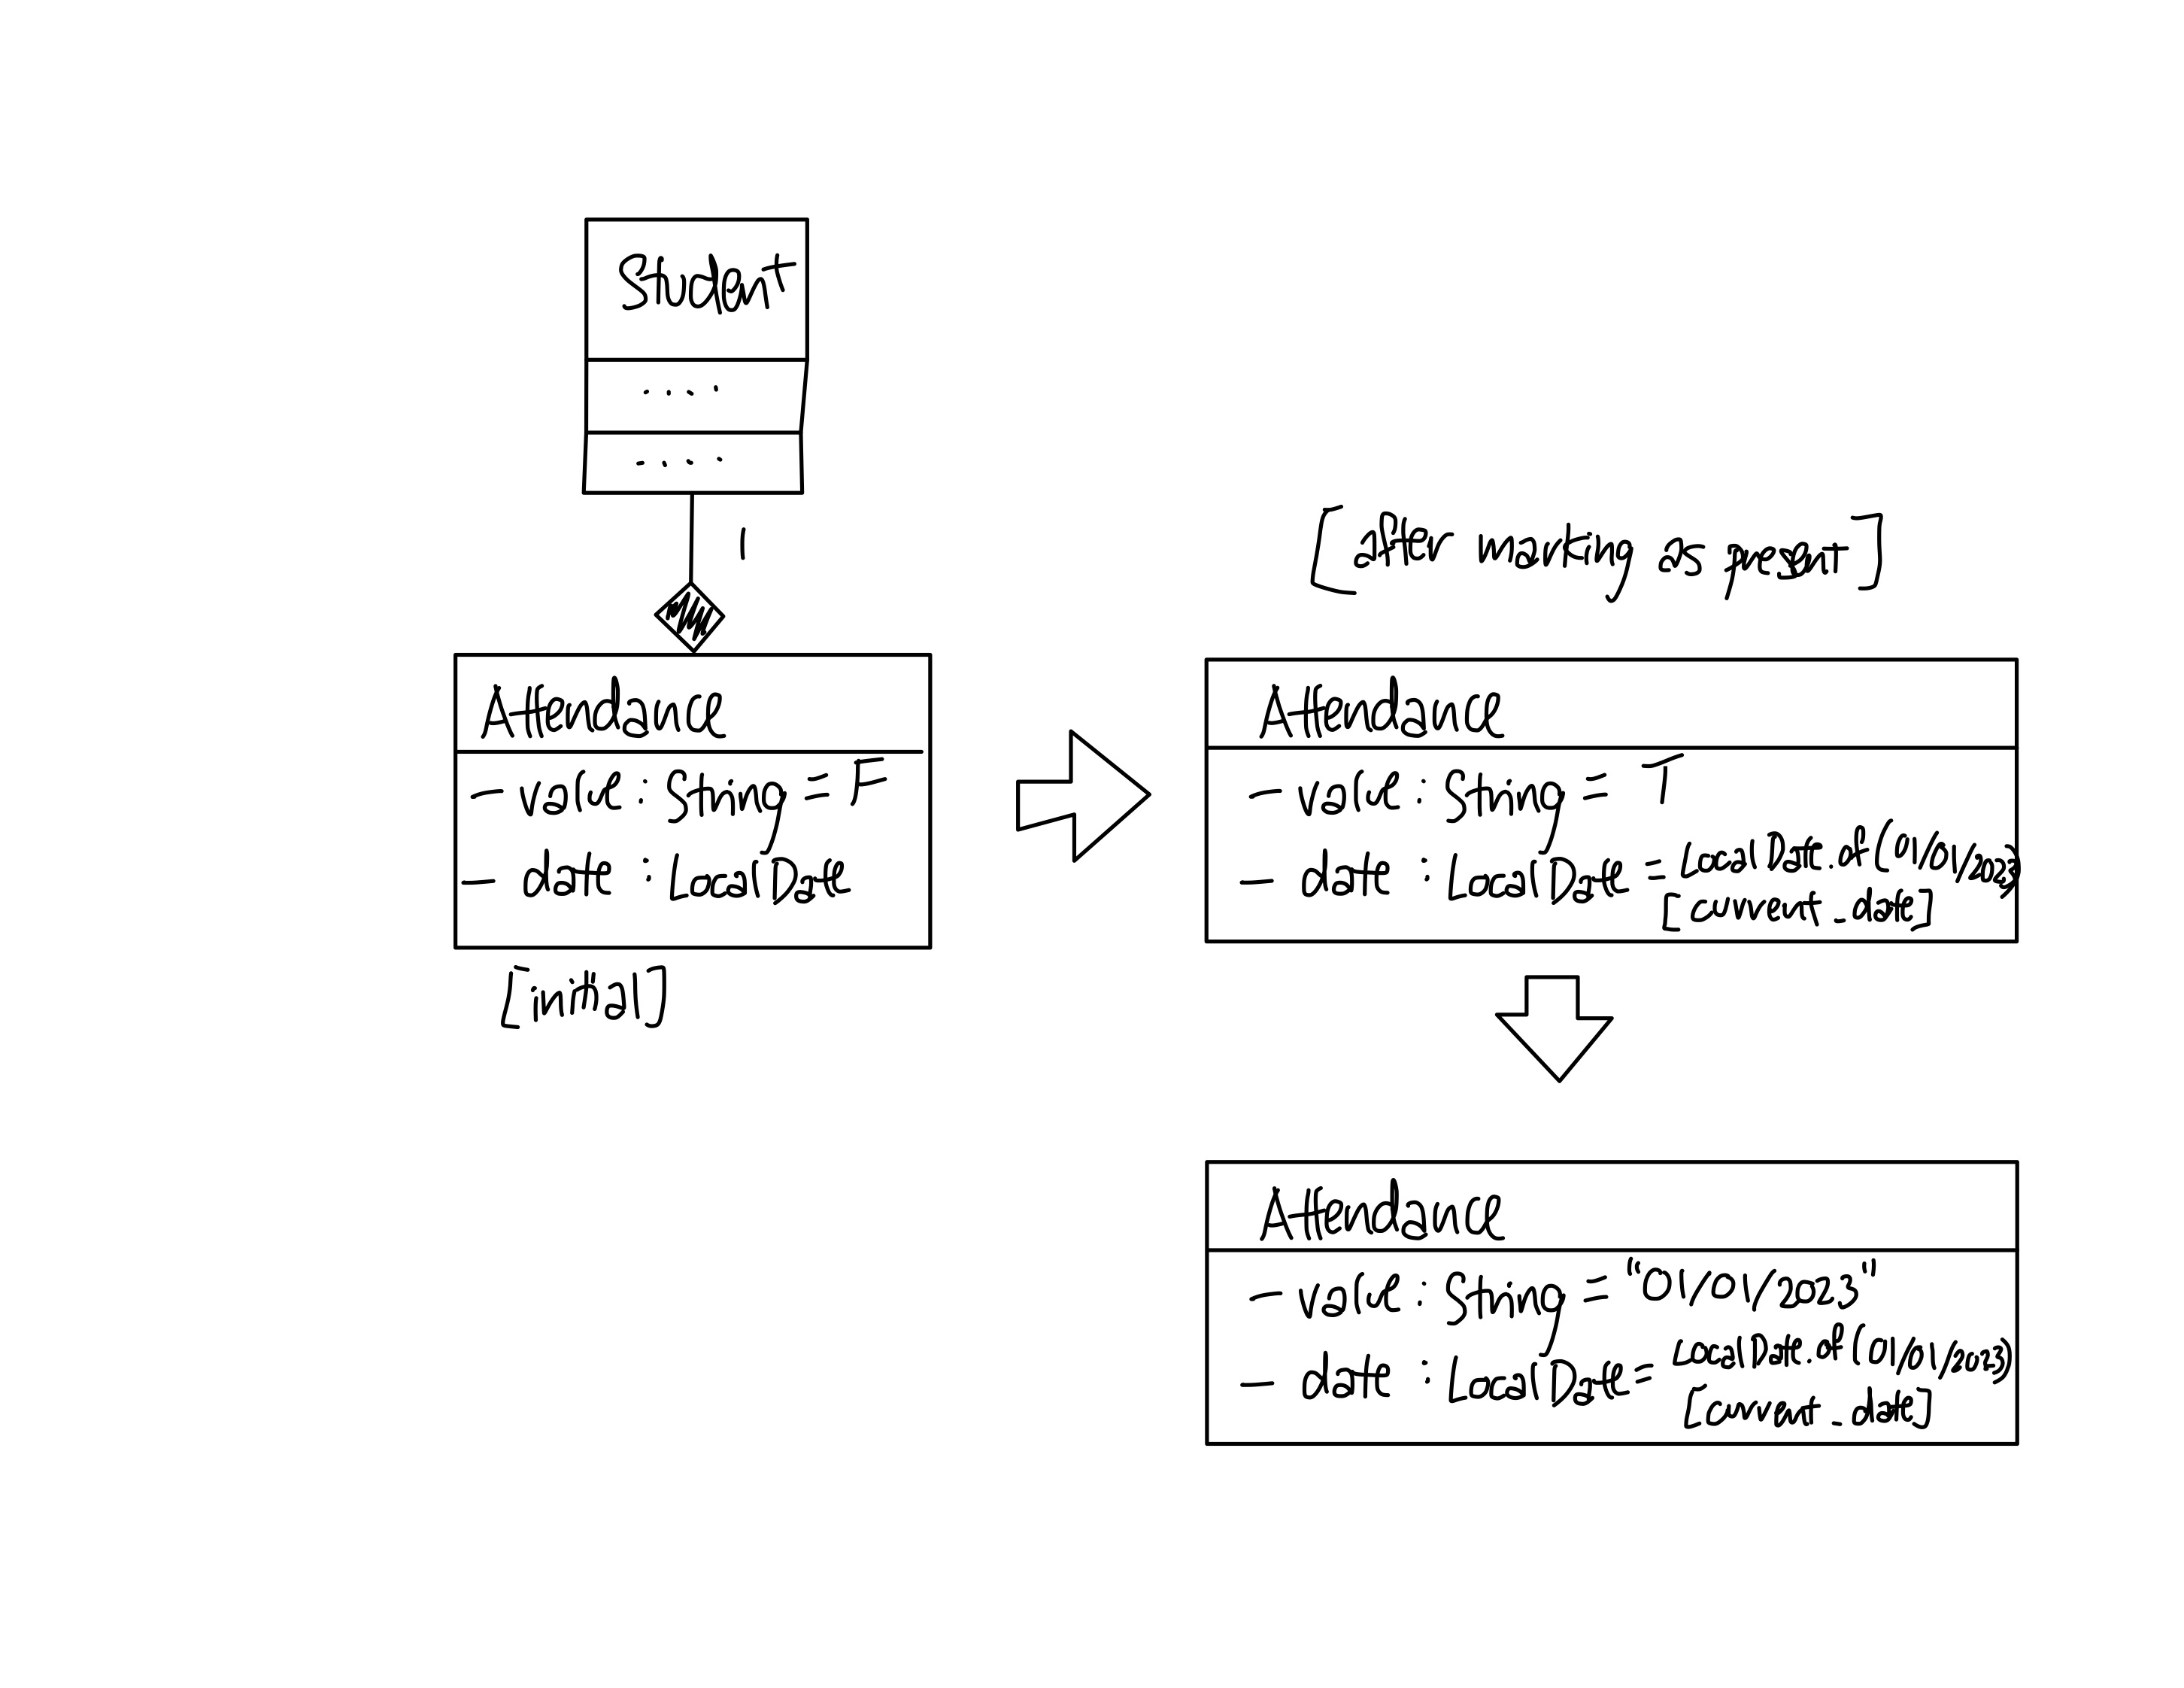 Student
....
....
1
Attendance
- value : String = F
- date : LocalDate
[initial]
[after marking as present]
Attendance
- value : String = T
- date : LocalDate = LocalDate.of(01/01/2023)
[current_date]
Attendance
- value : String = "01/01/2023"
- date : LocalDate = LocalDate.of(01/01/2023)
[current_date]